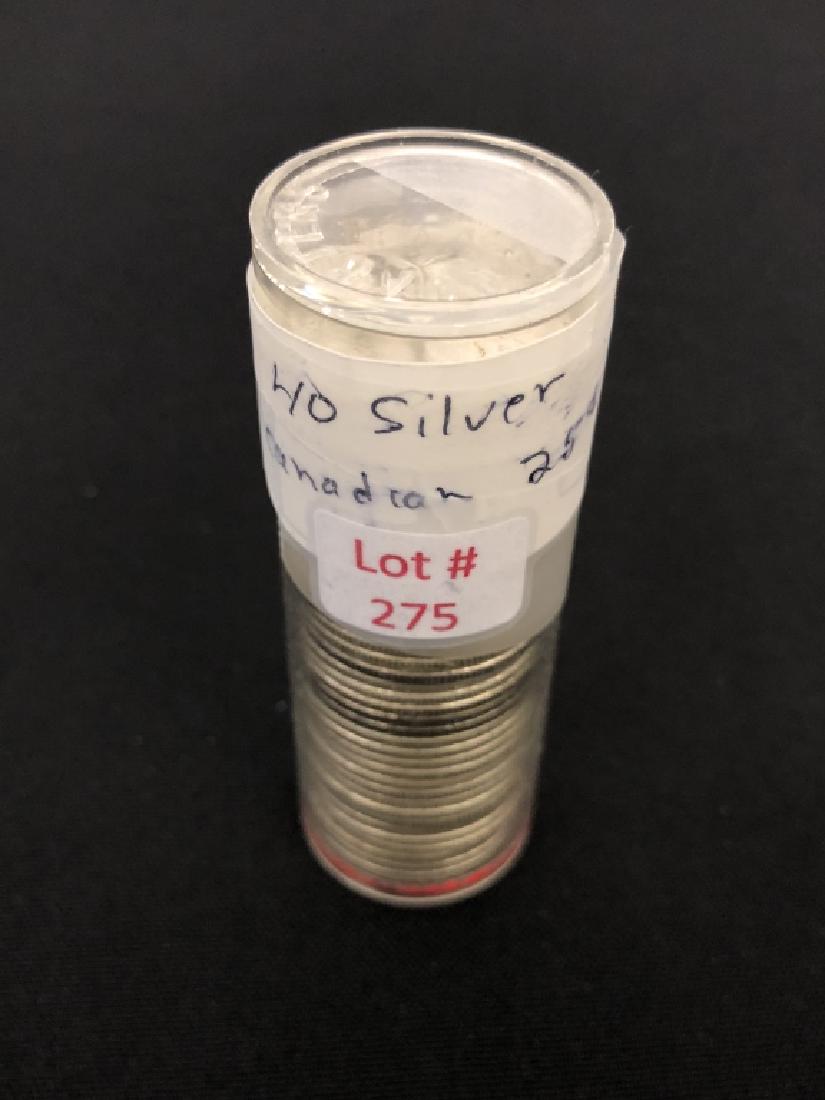 40 Silver
Canadian 25¢
Lot #
275